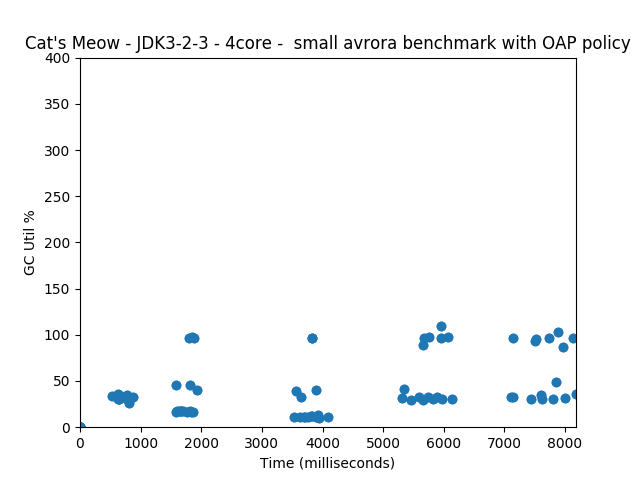 Cat's Meow - JDK3-2-3 - 4core -  small avrora benchmark with OAP policy
400
350
300
250
200
150
100
50
0
GC Util %
0 1000 2000 3000 4000 5000 6000 7000 8000
Time (milliseconds)